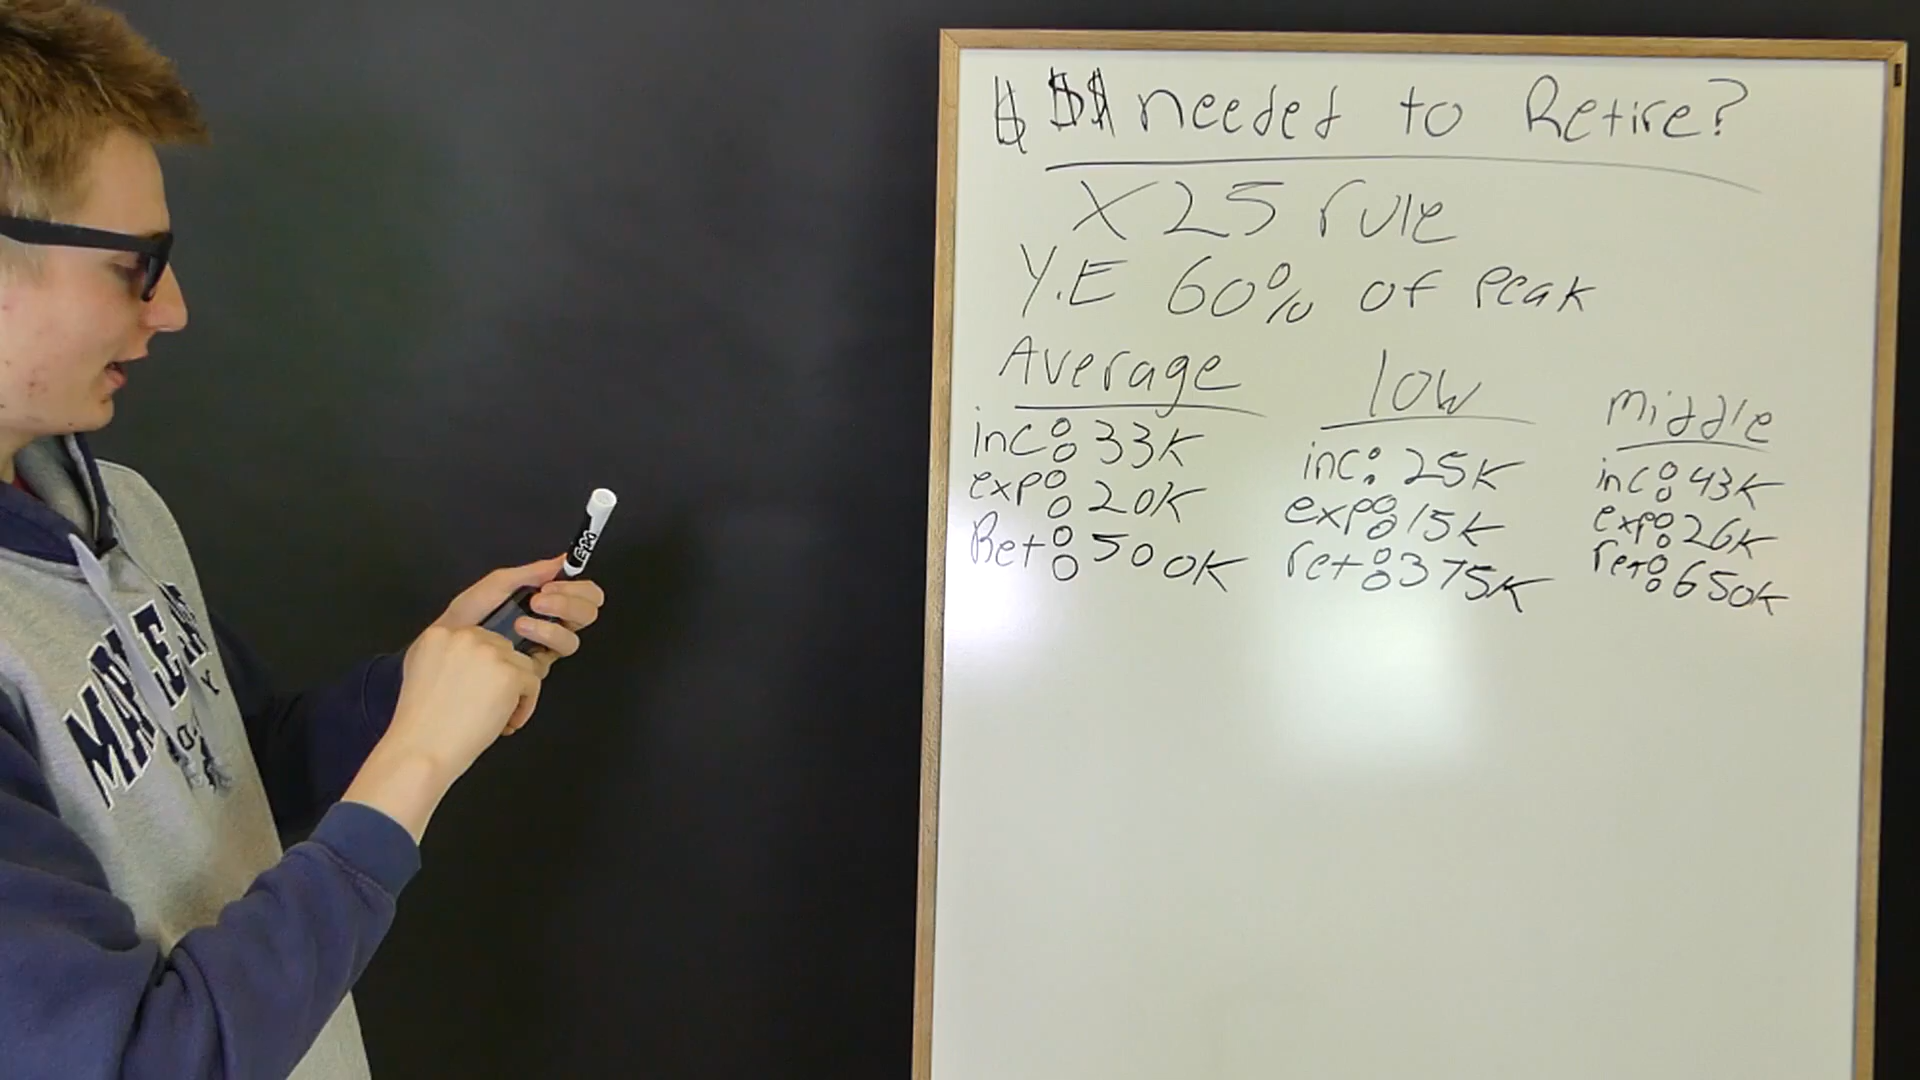 $ $$ needed to Retire?
X 25 rule
Y.E 60% of Peak
Average
inc: 33K
exp: 20K
Ret: 500K
low
inc: 25K
exp: 15K
ret: 375K
middle
inc: 43K
exp: 26K
ret: 650K